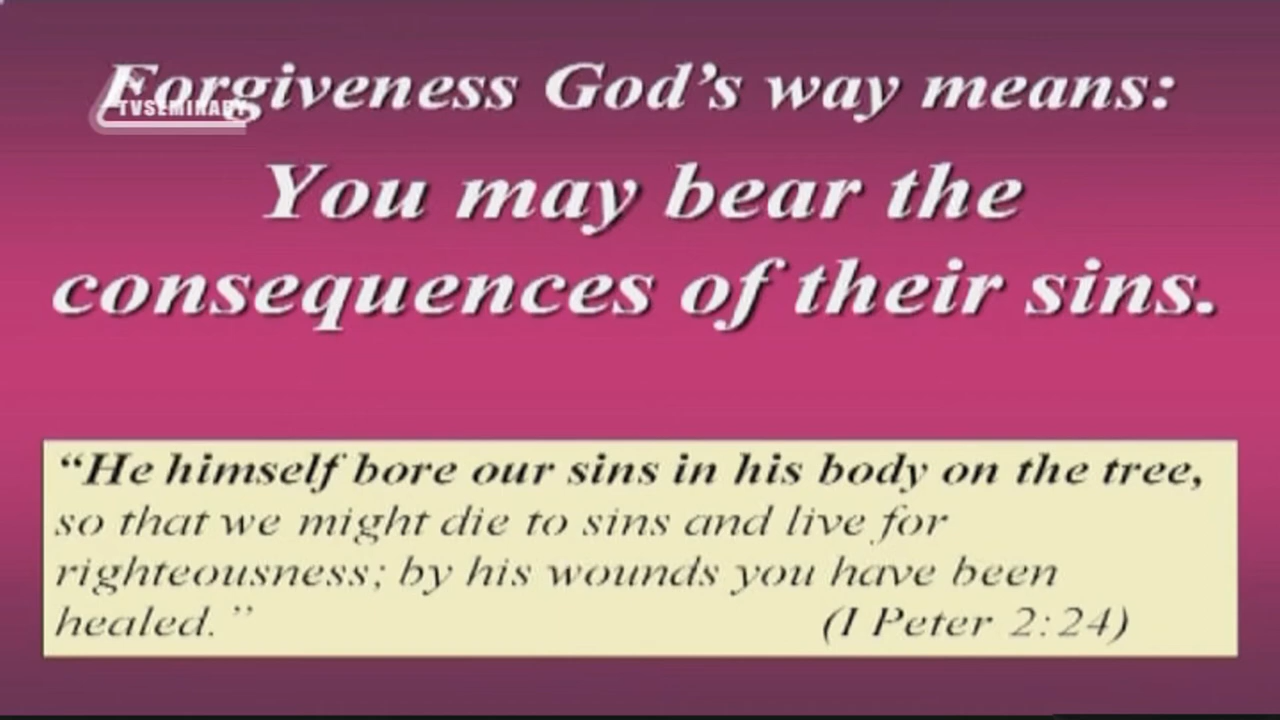 Forgiveness God's way means:
TVSEMINARY
You may bear the
consequences of their sins.
“He himself bore our sins in his body on the tree,
so that we might die to sins and live for
righteousness; by his wounds you have been
healed.” (I Peter 2:24)